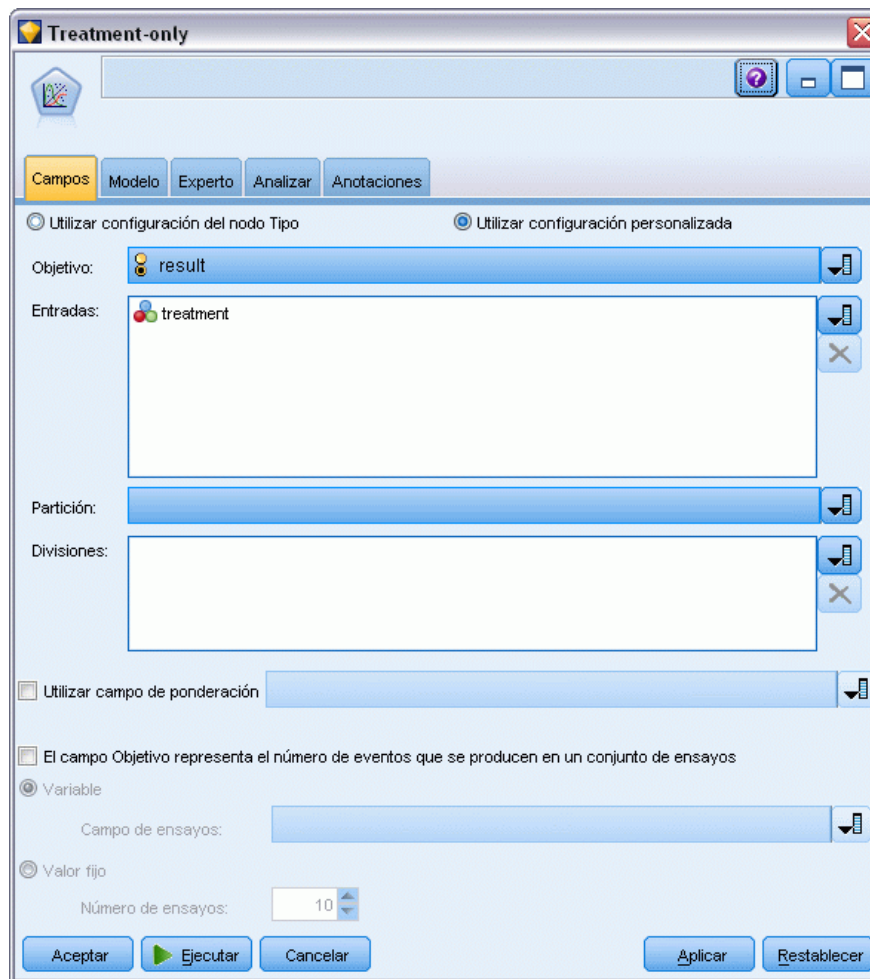 Treatment-only
Campos Modelo Experto Analizar Anotaciones
Utilizar configuración del nodo Tipo Utilizar configuración personalizada
Objetivo: result
Entradas: treatment
Partición:
Divisiones:
Utilizar campo de ponderación
El campo Objetivo representa el número de eventos que se producen en un conjunto de ensayos
Variable
Campo de ensayos:
Valor fijo
Número de ensayos: 10
Aceptar Ejecutar Cancelar Aplicar Restablecer